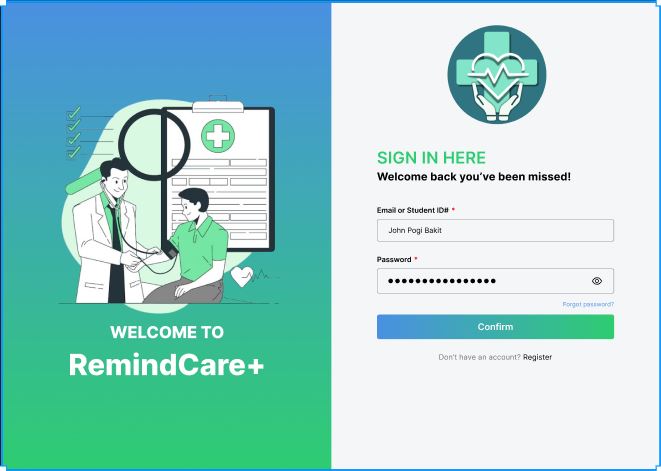 WELCOME TO
RemindCare+
SIGN IN HERE
Welcome back you've been missed!
Email or Student ID# *
John Pogi Bakit
Password *
Forgot password?
Confirm
Don't have an account? Register